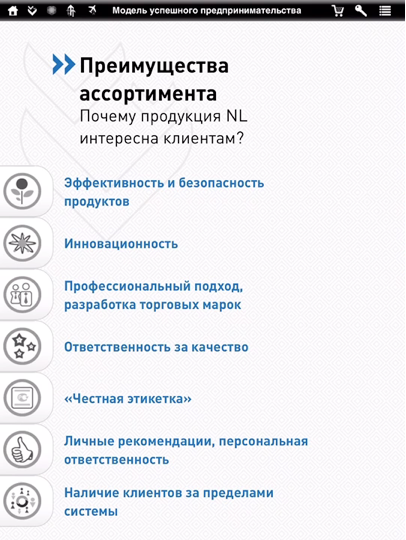 Модель успешного предпринимательства
Преимущества
ассортимента
Почему продукция NL
интересна клиентам?
Эффективность и безопасность
продуктов
Инновационность
Профессиональный подход,
разработка торговых марок
Ответственность за качество
«Честная этикетка»
Личные рекомендации, персональная
ответственность
Наличие клиентов за пределами
системы